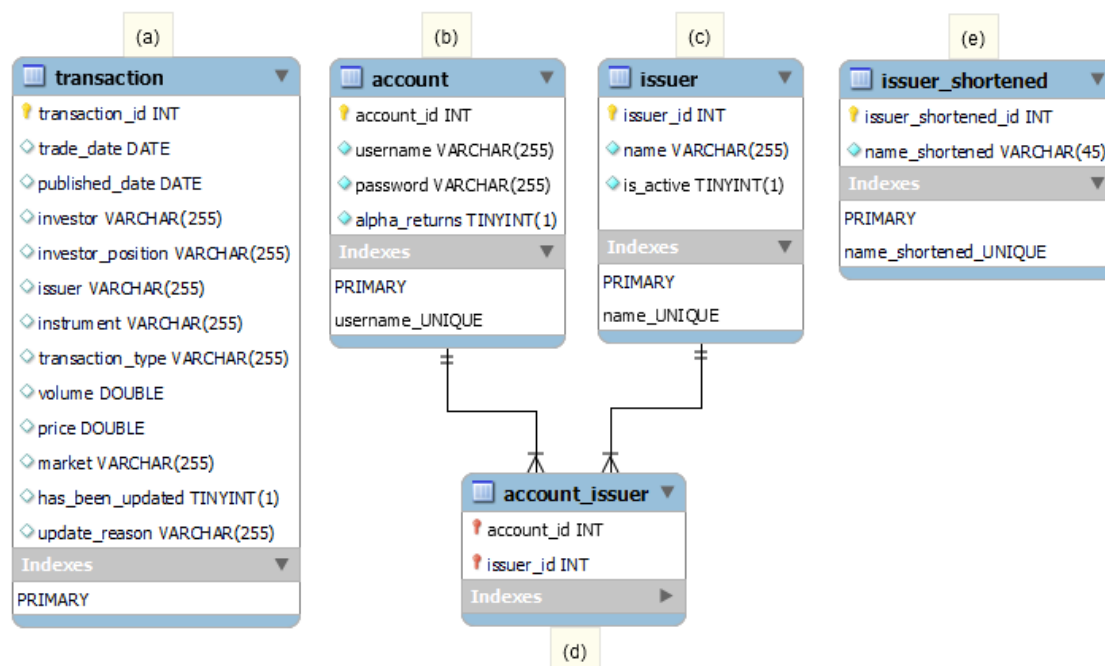 (a)
transaction
transaction_id INT
trade_date DATE
published_date DATE
investor VARCHAR(255)
investor_position VARCHAR(255)
issuer VARCHAR(255)
instrument VARCHAR(255)
transaction_type VARCHAR(255)
volume DOUBLE
price DOUBLE
market VARCHAR(255)
has_been_updated TINYINT(1)
update_reason VARCHAR(255)
Indexes
PRIMARY
(b)
account
account_id INT
username VARCHAR(255)
password VARCHAR(255)
alpha_returns TINYINT(1)
Indexes
PRIMARY
username_UNIQUE
(c)
issuer
issuer_id INT
name VARCHAR(255)
is_active TINYINT(1)
Indexes
PRIMARY
name_UNIQUE
(e)
issuer_shortened
issuer_shortened_id INT
name_shortened VARCHAR(45)
Indexes
PRIMARY
name_shortened_UNIQUE
account_issuer
account_id INT
issuer_id INT
Indexes
(d)